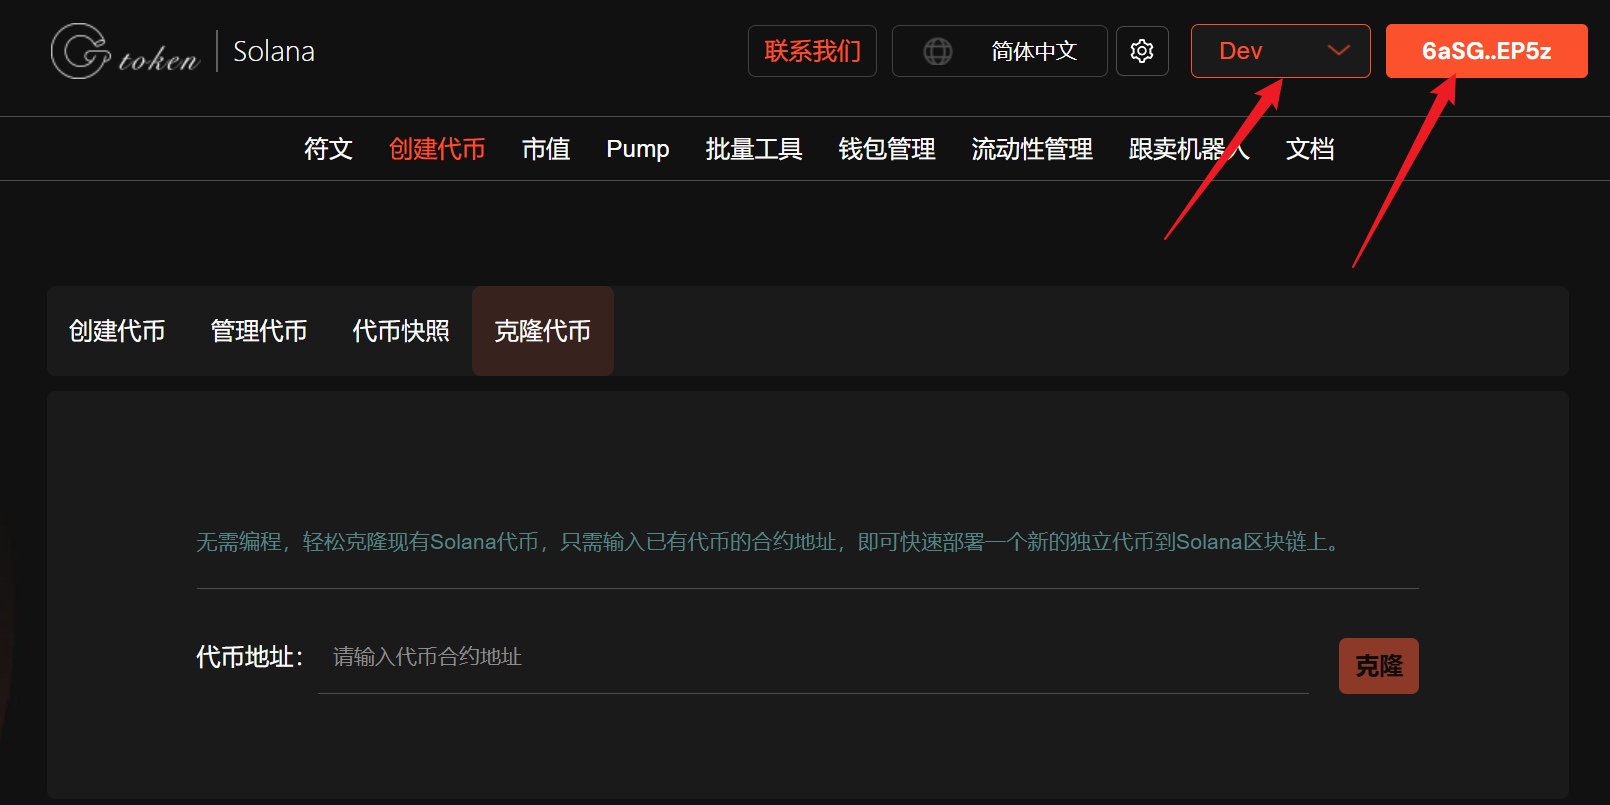 Gtoken | Solana
联系我们 简体中文 Dev 6aSG..EP5z
符文 创建代币 市值 Pump 批量工具 钱包管理 流动性管理 跟卖机器人 文档
创建代币 管理代币 代币快照 克隆代币
无需编程，轻松克隆现有Solana代币，只需输入已有代币的合约地址，即可快速部署一个新的独立代币到Solana区块链上。
代币地址： 请输入代币合约地址 克隆